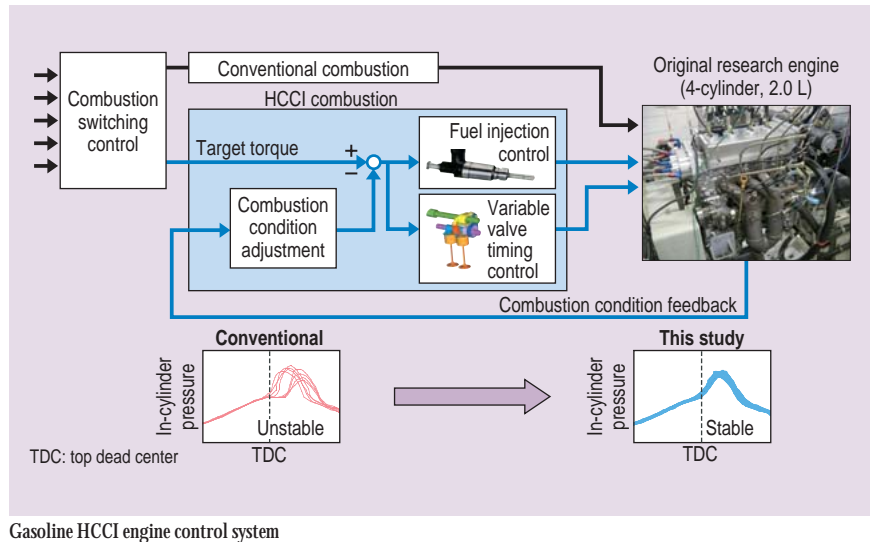 Conventional combustion
Original research engine
(4-cylinder, 2.0 L)
Combustion
switching
control
HCCI combustion
Target torque
+
−
Fuel injection
control
Combustion
condition
adjustment
Variable
valve
timing
control
Combustion condition feedback
Conventional
In-cylinder
pressure
Unstable
TDC
This study
In-cylinder
pressure
Stable
TDC
TDC: top dead center
Gasoline HCCI engine control system